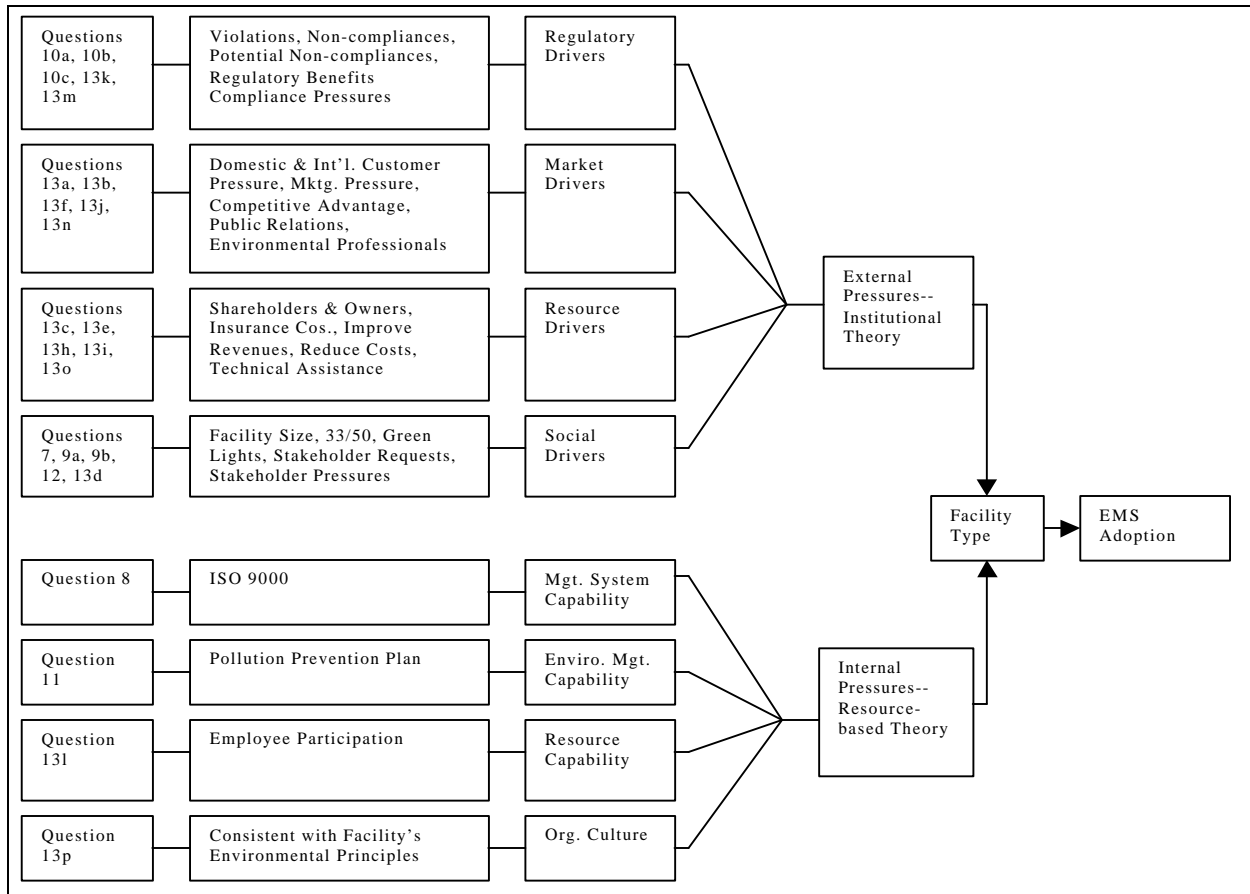 Questions
10a, 10b,
10c, 13k,
13m
Violations, Non-compliances,
Potential Non-compliances,
Regulatory Benefits
Compliance Pressures
Regulatory
Drivers
Questions
13a, 13b,
13f, 13j,
13n
Domestic & Int’l. Customer
Pressure, Mktg. Pressure,
Competitive Advantage,
Public Relations,
Environmental Professionals
Market
Drivers
Questions
13c, 13e,
13h, 13i,
13o
Shareholders & Owners,
Insurance Cos., Improve
Revenues, Reduce Costs,
Technical Assistance
Resource
Drivers
Questions
7, 9a, 9b,
12, 13d
Facility Size, 33/50, Green
Lights, Stakeholder Requests,
Stakeholder Pressures
Social
Drivers
External
Pressures--
Institutional
Theory
Facility
Type
EMS
Adoption
Question 8
ISO 9000
Mgt. System
Capability
Question
11
Pollution Prevention Plan
Enviro. Mgt.
Capability
Question
13l
Employee Participation
Resource
Capability
Question
13p
Consistent with Facility’s
Environmental Principles
Org. Culture
Internal
Pressures--
Resource-
based Theory